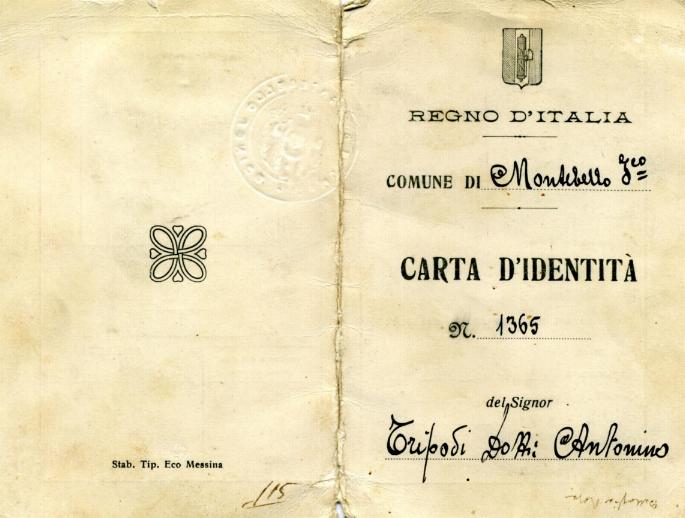 REGNO D'ITALIA
COMUNE DI Montebello Jco
CARTA D'IDENTITÀ
N. 1365
del Signor
Tripodi Dott: Antonino
Stab. Tip. Eco Messina
115